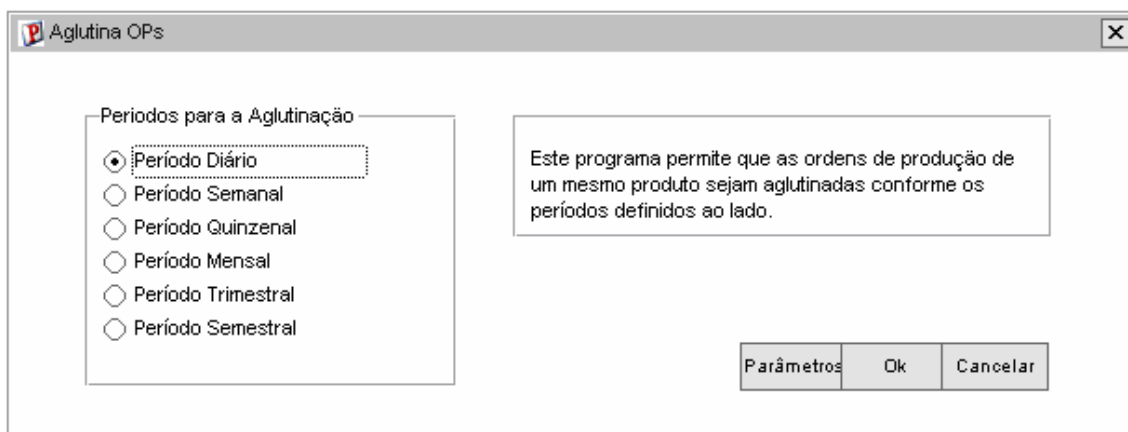 Aglutina OPs
Periodos para a Aglutinação
Período Diário
Período Semanal
Período Quinzenal
Período Mensal
Período Trimestral
Período Semestral
Este programa permite que as ordens de produção de
um mesmo produto sejam aglutinadas conforme os
períodos definidos ao lado.
Parâmetros Ok Cancelar